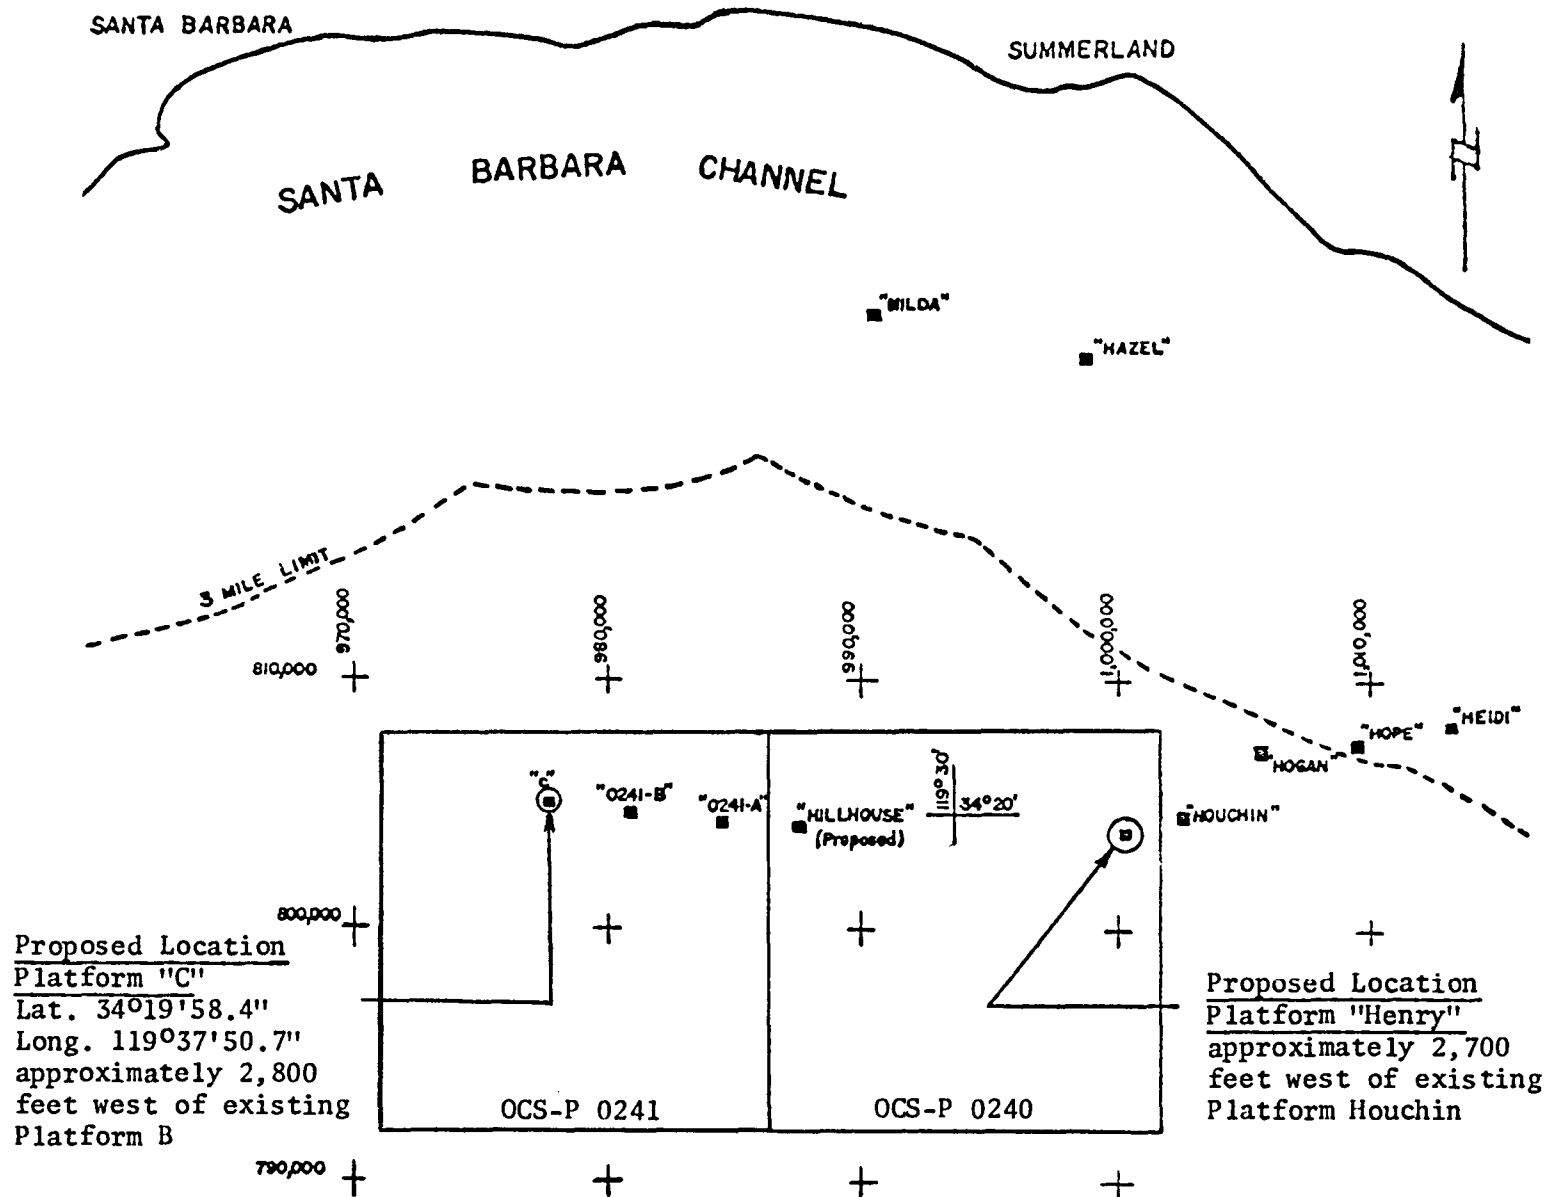 SANTA BARBARA
SUMMERLAND
SANTA BARBARA CHANNEL
"HILDA"
"HAZEL"
3 MILE LIMIT
970,000
980,000
990,000
1,000,000
1,010,000
810,000
"HEIDI"
"HOPE"
"HOGAN"
"C"
"0241-B"
"0241-A"
"HILLHOUSE"
(Proposed)
119° 30'
34° 20'
"HOUCHIN"
800,000
Proposed Location
Platform "C"
Lat. 34°19'58.4"
Long. 119°37'50.7"
approximately 2,800
feet west of existing
Platform B
Proposed Location
Platform "Henry"
approximately 2,700
feet west of existing
Platform Houchin
OCS-P 0241
OCS-P 0240
790,000